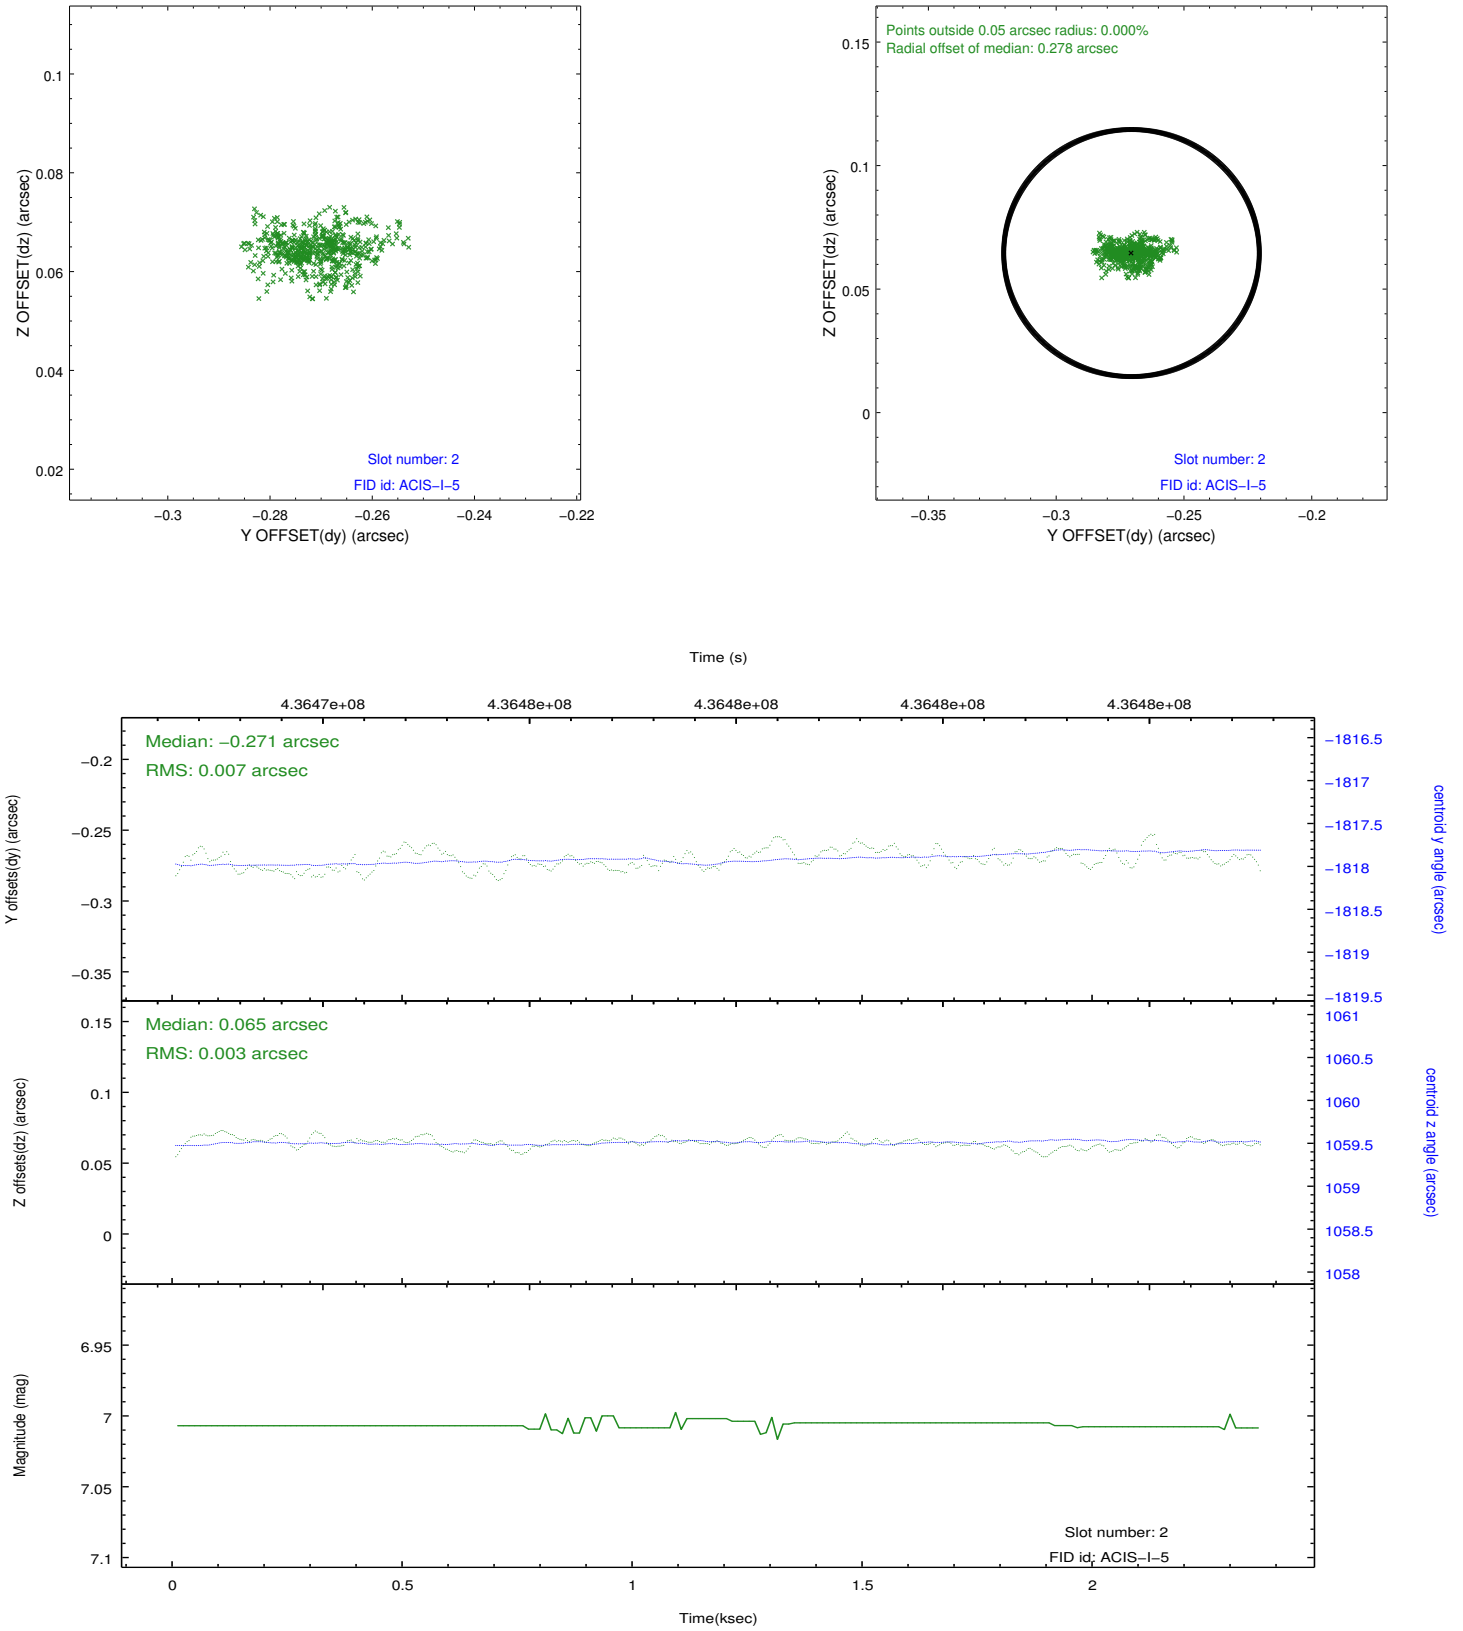 0.1
0.08
0.06
0.04
0.02
Z OFFSET(dz) (arcsec)
Slot number: 2
FID id: ACIS−I−5
−0.3 −0.28 −0.26 −0.24 −0.22
Y OFFSET(dy) (arcsec)
Points outside 0.05 arcsec radius: 0.000%
Radial offset of median: 0.278 arcsec
0.15
0.1
0.05
0
Z OFFSET(dz) (arcsec)
Slot number: 2
FID id: ACIS−I−5
−0.35 −0.3 −0.25 −0.2
Y OFFSET(dy) (arcsec)
Time (s)
4.3647e+08 4.3648e+08 4.3648e+08 4.3648e+08 4.3648e+08
Median: −0.271 arcsec
RMS: 0.007 arcsec
−0.2
−0.25
−0.3
−0.35
Y offsets(dy) (arcsec)
−1816.5
−1817
−1817.5
−1818
−1818.5
−1819
−1819.5
centroid y angle (arcsec)
Median: 0.065 arcsec
RMS: 0.003 arcsec
0.15
0.1
0.05
0
Z offsets(dz) (arcsec)
1061
1060.5
1060
1059.5
1059
1058.5
1058
centroid z angle (arcsec)
6.95
7
7.05
7.1
Magnitude (mag)
Slot number: 2
FID id: ACIS−I−5
0 0.5 1 1.5 2
Time(ksec)